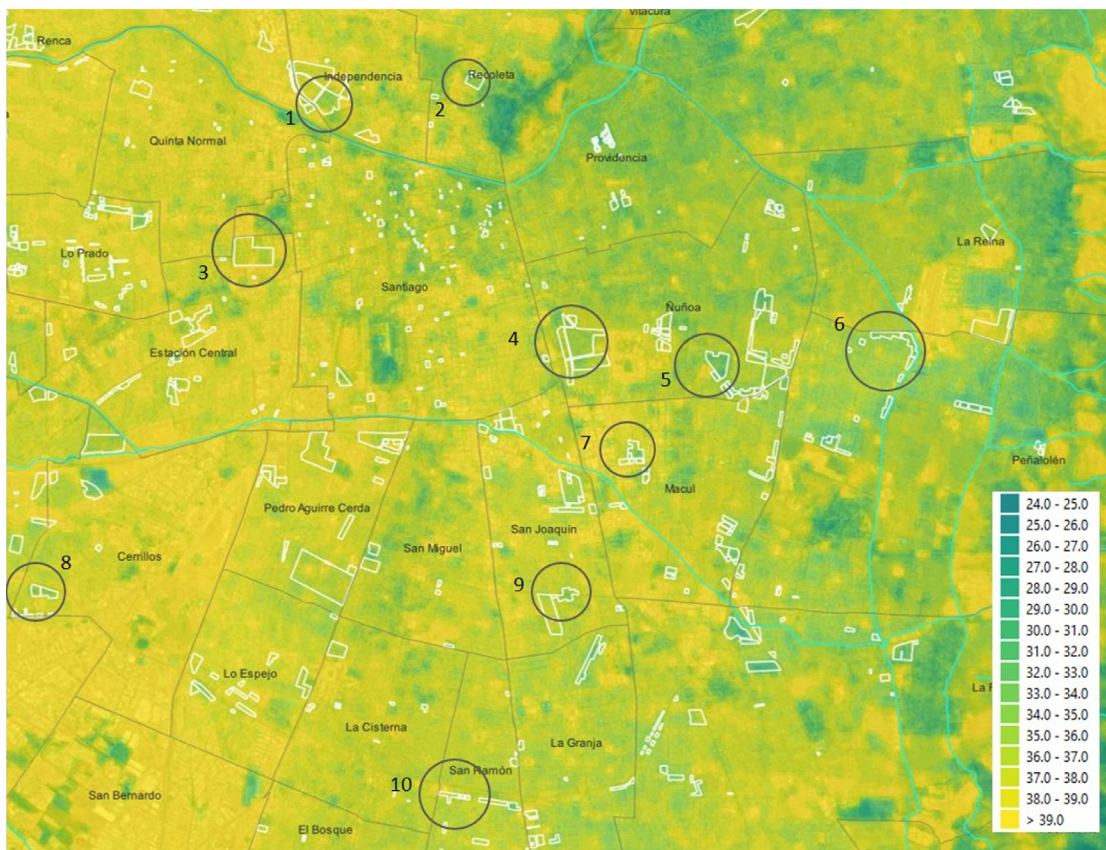 Vitacura
Renca
Independencia
Recoleta
1
2
Quinta Normal
Providencia
Lo Prado
3
La Reina
Santiago
Ñuñoa
4
6
Estación Central
5
7
Peñalolén
Macul
Pedro Aguirre Cerda
San Joaquín
San Miguel
Cerrillos
8
9
Lo Espejo
La Cisterna
La Granja
San Ramón
10
San Bernardo
El Bosque
24.0 - 25.0
25.0 - 26.0
26.0 - 27.0
27.0 - 28.0
28.0 - 29.0
29.0 - 30.0
30.0 - 31.0
31.0 - 32.0
32.0 - 33.0
33.0 - 34.0
34.0 - 35.0
35.0 - 36.0
36.0 - 37.0
37.0 - 38.0
38.0 - 39.0
> 39.0